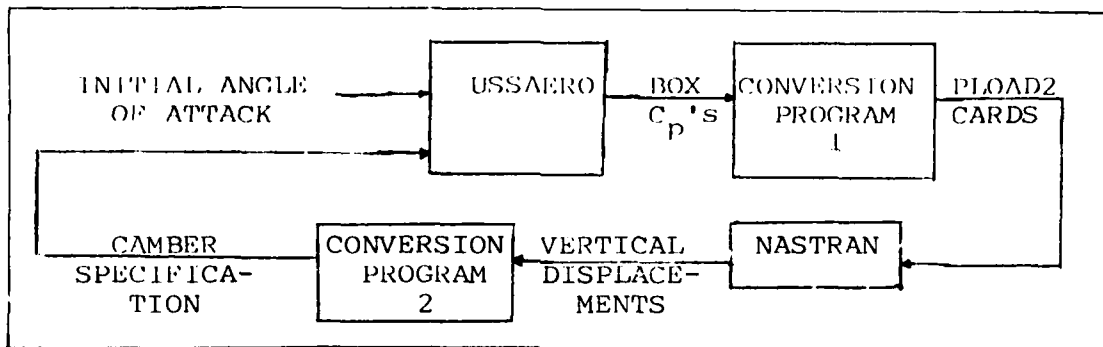 INITIAL ANGLE
OF ATTACK
USSAERO
BOX
Cp's
CONVERSION
PROGRAM
1
PLOAD2
CARDS
NASTRAN
VERTICAL
DISPLACE-
MENTS
CONVERSION
PROGRAM
2
CAMBER
SPECIFICA-
TION